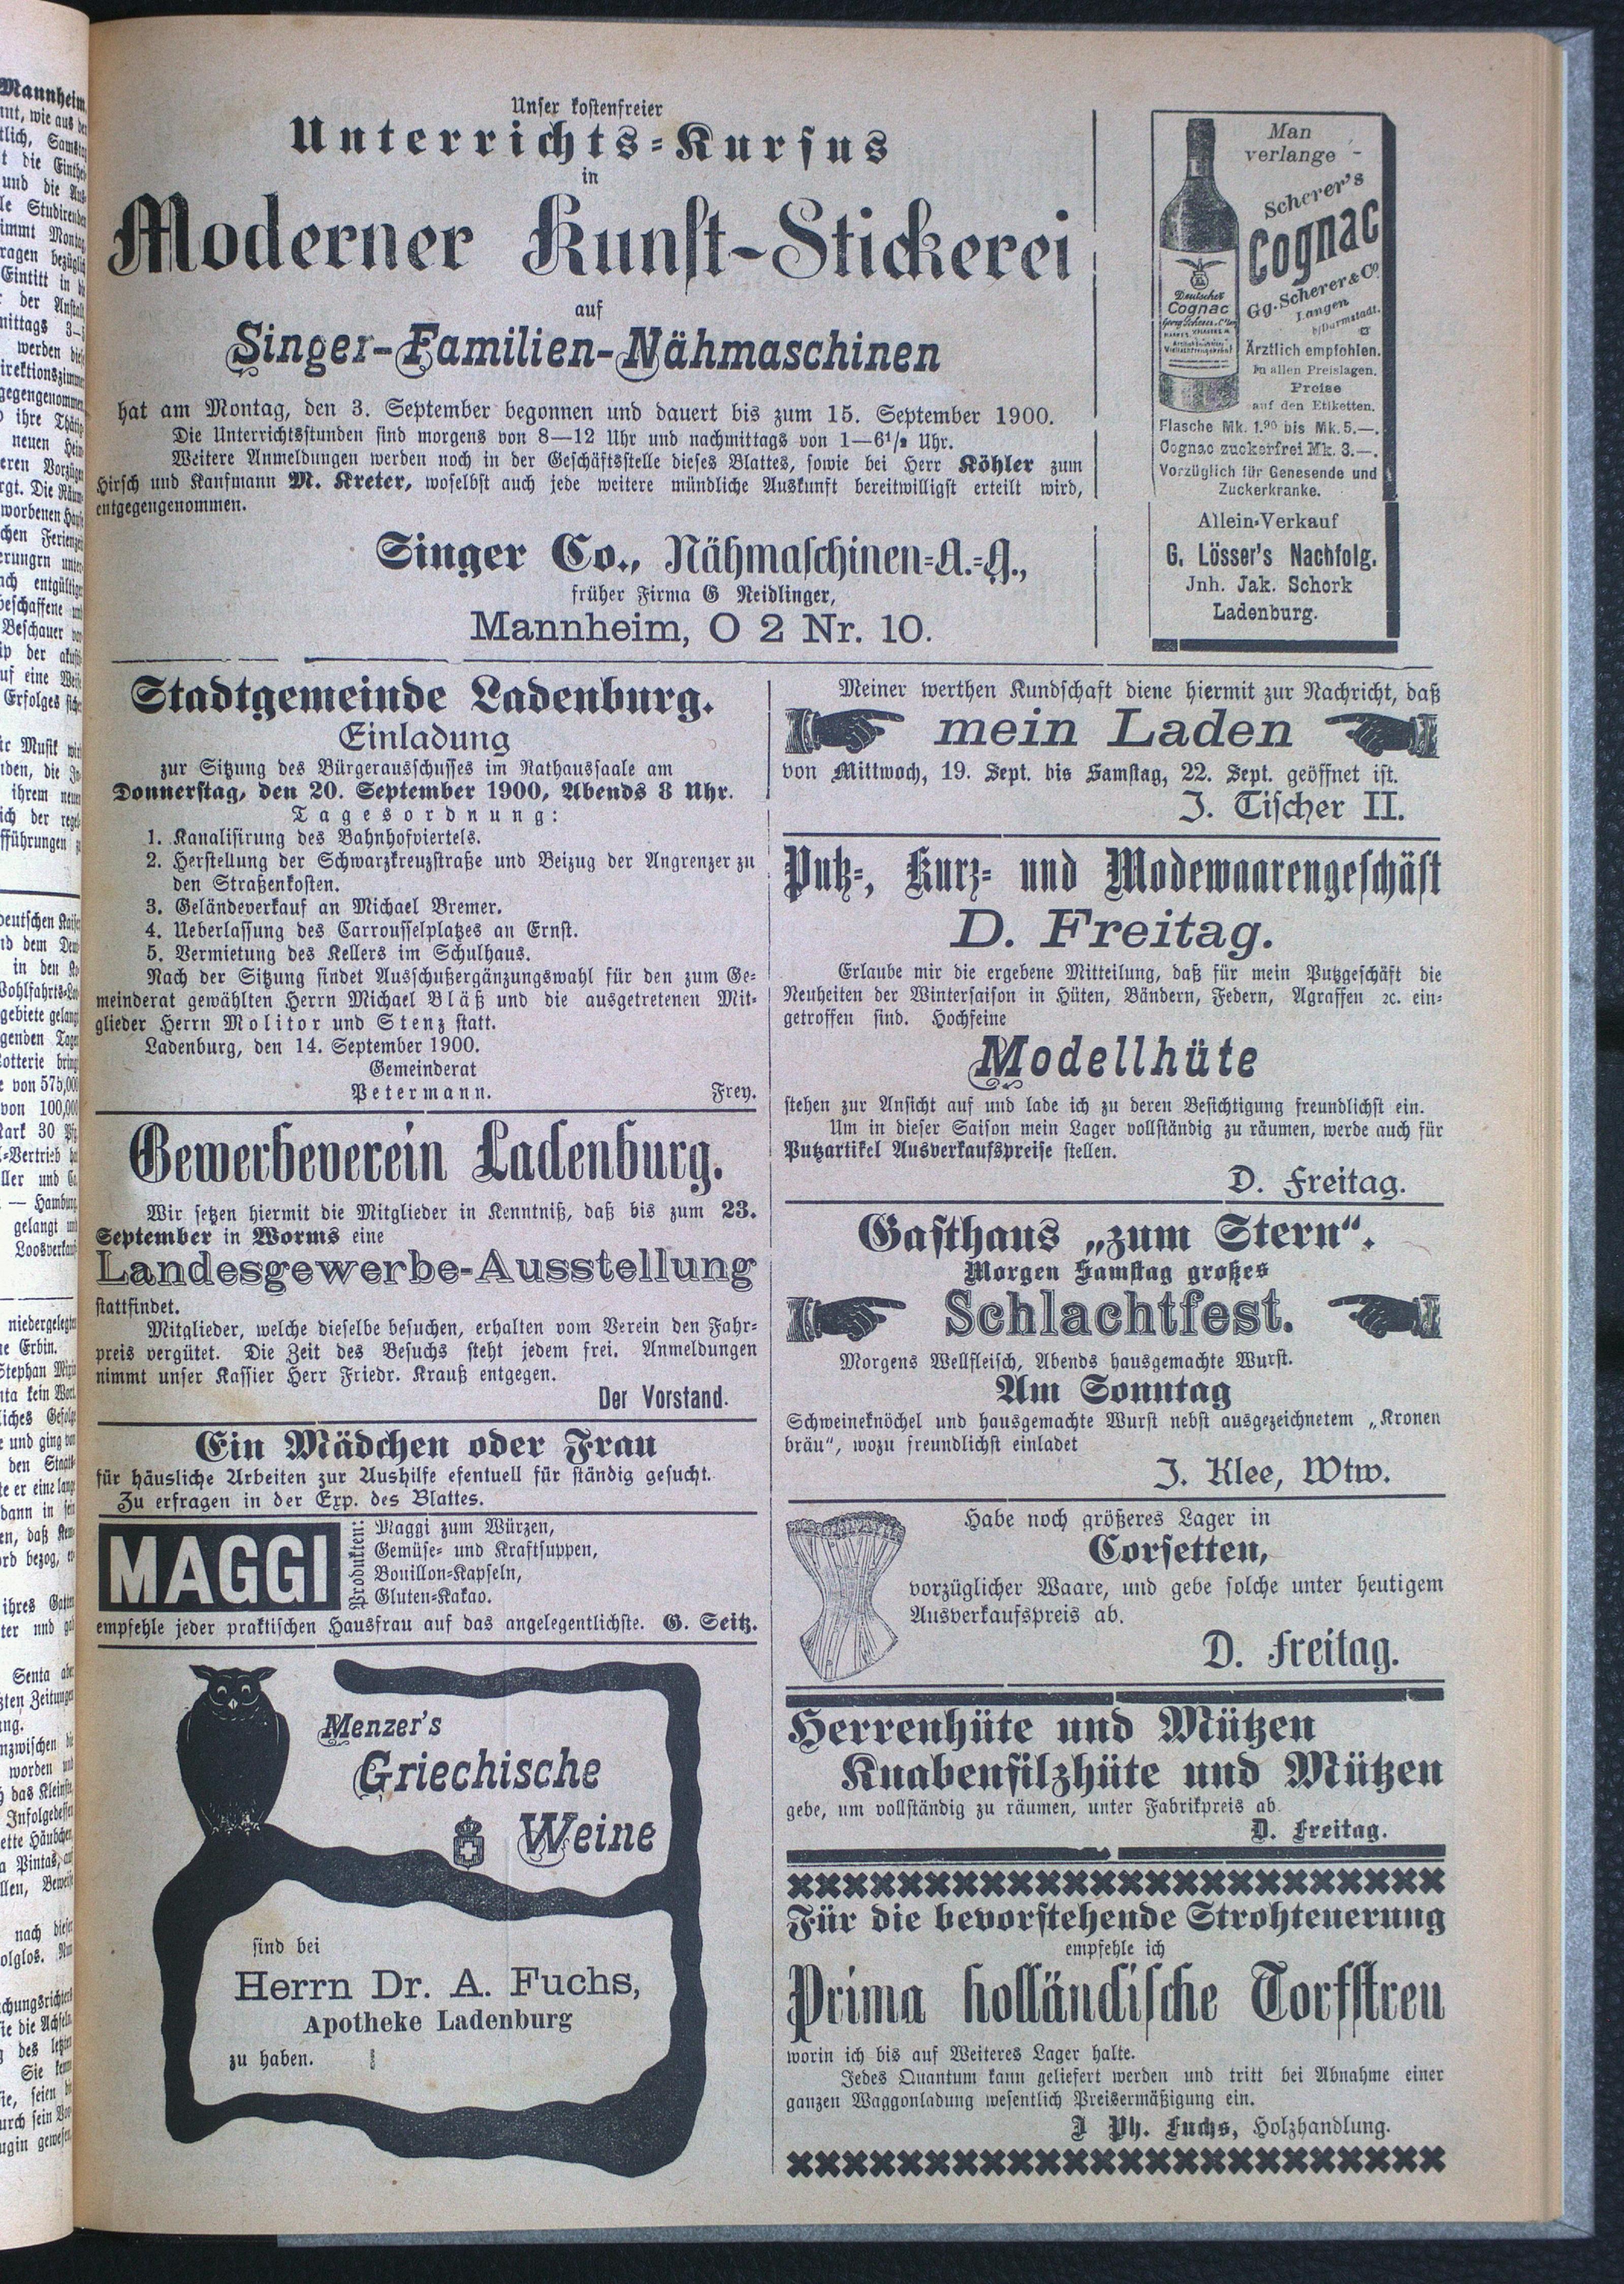 Unser kostenfreier
Unterrichts-Kursus
in
Moderner Kunst-Stickerei
auf
Singer-Familien-Nähmaschinen
hat am Montag, den 3. September begonnen und dauert bis zum 15. September 1900.
Die Unterrichtsstunden sind morgens von 8—12 Uhr und nachmittags von 1—6½ Uhr.
Weitere Anmeldungen werden noch in der Geschäftsstelle dieses Blattes, sowie bei Herr Köhler zum
Hirsch und Kaufmann M. Kreter, woselbst auch jede weitere mündliche Auskunft bereitwilligst erteilt wird,
entgegengenommen.
Singer Co., Nähmaschinen-A.-G.,
früher Firma G Neidlinger,
Mannheim, O 2 Nr. 10.
Man
verlange -
Scherer's
Cognac
Gg. Scherer & Co.
Langen
b/Darmstadt.
Deutscher
Cognac
Ärztlich empfohlen.
In allen Preislagen.
Preise
auf den Etiketten.
Flasche Mk. 1.90 bis Mk. 5.—.
Cognac zuckerfrei Mk. 3.—.
Vorzüglich für Genesende und
Zuckerkranke.
Allein-Verkauf
G. Lösser's Nachfolg.
Jnh. Jak. Schork
Ladenburg.
Stadtgemeinde Ladenburg.
Einladung
zur Sitzung des Bürgerausschusses im Rathaussaale am
Donnerstag, den 20. September 1900, Abends 8 Uhr.
Tagesordnung:
1. Kanalisirung des Bahnhofviertels.
2. Herstellung der Schwarzkreuzstraße und Beizug der Angrenzer zu
den Straßenkosten.
3. Geländeverkauf an Michael Bremer.
4. Ueberlassung des Carrousselplatzes an Ernst.
5. Vermietung des Kellers im Schulhaus.
Nach der Sitzung findet Ausschußergänzungswahl für den zum Ge-
meinderat gewählten Herrn Michael Bläß und die ausgetretenen Mit-
glieder Herrn Molitor und Stenz statt.
Ladenburg, den 14. September 1900.
Gemeinderat
Petermann. Frey.
Gewerbeverein Ladenburg.
Wir setzen hiermit die Mitglieder in Kenntniß, daß bis zum 23.
September in Worms eine
Landesgewerbe-Ausstellung
stattfindet.
Mitglieder, welche dieselbe besuchen, erhalten vom Verein den Fahr-
preis vergütet. Die Zeit des Besuchs steht jedem frei. Anmeldungen
nimmt unser Kassier Herr Friedr. Krauß entgegen.
Der Vorstand.
Ein Mädchen oder Frau
für häusliche Arbeiten zur Aushilfe efentuell für ständig gesucht.
Zu erfragen in der Exp. des Blattes.
MAGGI
Produkten:
Maggi zum Würzen,
Gemüse- und Kraftsuppen,
Bouillon-Kapseln,
Gluten-Kakao.
empfehle jeder praktischen Hausfrau auf das angelegentlichste. G. Seitz.
Menzer's
Griechische
Weine
sind bei
Herrn Dr. A. Fuchs,
Apotheke Ladenburg
zu haben.
Meiner werthen Kundschaft diene hiermit zur Nachricht, daß
mein Laden
von Mittwoch, 19. Sept. bis Samstag, 22. Sept. geöffnet ist.
J. Tischer II.
Putz-, Kurz- und Modewaarengeschäft
D. Freitag.
Erlaube mir die ergebene Mitteilung, daß für mein Putzgeschäft die
Neuheiten der Wintersaison in Hüten, Bändern, Federn, Agraffen ꝛc. ein-
getroffen sind. Hochfeine
Modellhüte
stehen zur Ansicht auf und lade ich zu deren Besichtigung freundlichst ein.
Um in dieser Saison mein Lager vollständig zu räumen, werde auch für
Putzartikel Ausverkaufspreise stellen.
D. Freitag.
Gasthaus „zum Stern“.
Morgen Samstag großes
Schlachtfest.
Morgens Wellfleisch, Abends hausgemachte Wurst.
Am Sonntag
Schweineknöchel und hausgemachte Wurst nebst ausgezeichnetem „Kronen
bräu“, wozu freundlichst einladet
J. Klee, Wtw.
Habe noch größeres Lager in
Corsetten,
vorzüglicher Waare, und gebe solche unter heutigem
Ausverkaufspreis ab.
D. Freitag.
Herrenhüte und Mützen
Knabenfilzhüte und Mützen
gebe, um vollständig zu räumen, unter Fabrikpreis ab.
D. Freitag.
Für die bevorstehende Strohteuerung
empfehle ich
Prima holländische Torfstreu
worin ich bis auf Weiteres Lager halte.
Jedes Quantum kann geliefert werden und tritt bei Abnahme einer
ganzen Waggonladung wesentlich Preisermäßigung ein.
J Ph. Fuchs, Holzhandlung.